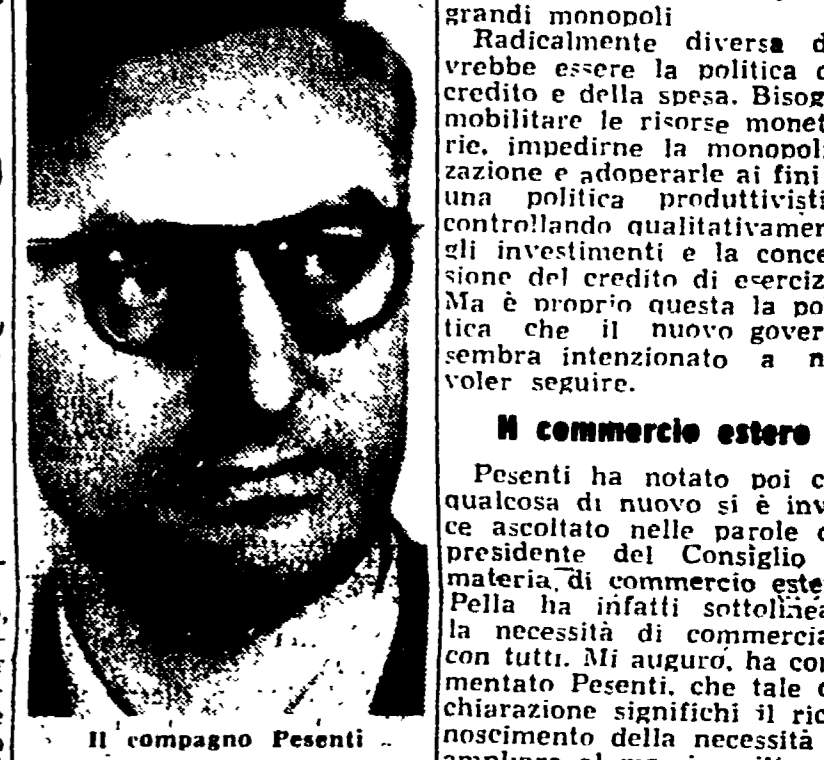 Il compagno Pesenti
grandi monopoli
Radicalmente diversa d
vrebbe essere la politica
credito e della spesa. Bisog
mobilitare le risorse monet
rie, impedirne la monopoli
zazione e adoperarle ai fini
una politica produttivisti
controllando qualitativamen
gli investimenti e la conce
sione del credito di eserciz
Ma è proprio questa la po
tica che il nuovo gover
sembra intenzionato a n
voler seguire.
Il commercio estero
Pesenti ha notato poi c
qualcosa di nuovo si è inv
ce ascoltato nelle parole
presidente del Consiglio
materia di commercio este
Pella ha infatti sottolinea
la necessità di commercia
con tutti. Mi auguro, ha com
mentato Pesenti, che tale
chiarazione significhi il ric
noscimento della necessità